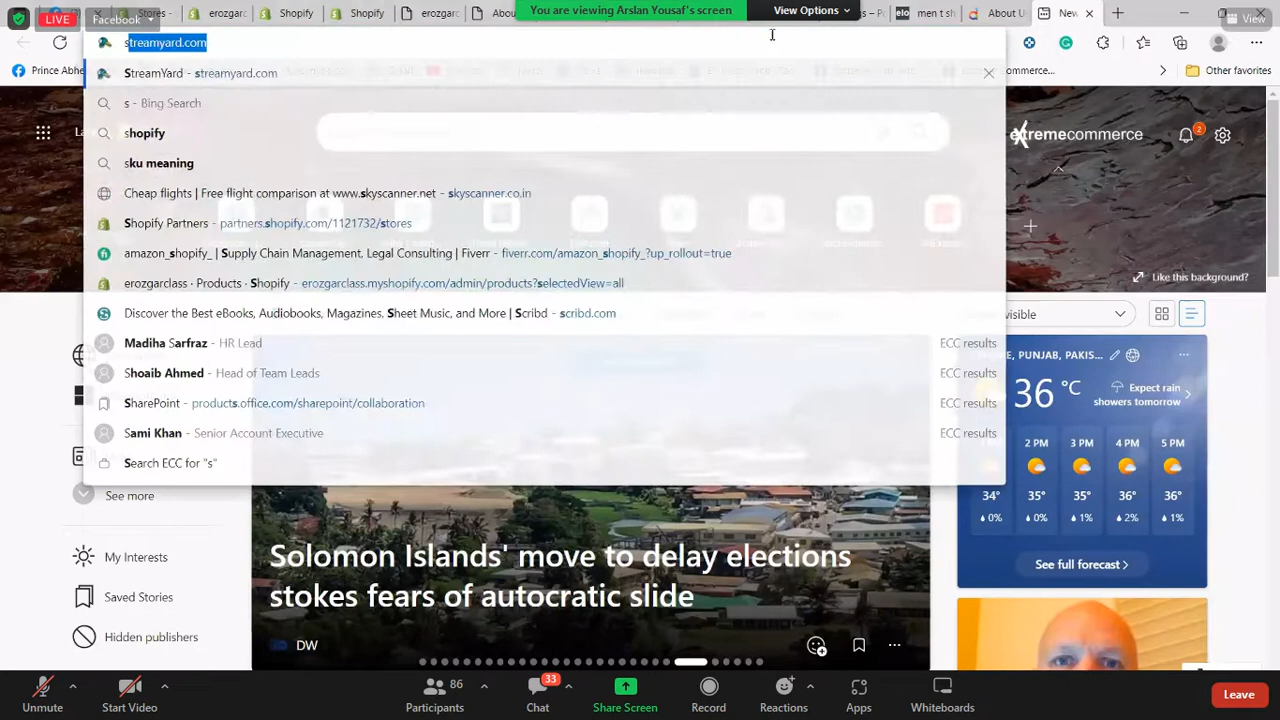 LIVE
Facebook
Stores -
erozgar
Shopify
Shopify
erozgar
You are viewing Arslan Yousaf's screen
View Options
men t sh
About U
New
View
streamyard.com
Prince Abhe
Other favorites
StreamYard - streamyard.com
s - Bing Search
shopify
sku meaning
Cheap flights | Free flight comparison at www.skyscanner.net - skyscanner.co.in
Shopify Partners - partners.shopify.com/1121732/stores
amazon_shopify_ | Supply Chain Management, Legal Consulting | Fiverr - fiverr.com/amazon_shopify_?up_rollout=true
erozgarclass · Products · Shopify - erozgarclass.myshopify.com/admin/products?selectedView=all
Discover the Best eBooks, Audiobooks, Magazines, Sheet Music, and More | Scribd - scribd.com
Madiha Sarfraz - HR Lead
ECC results
Shoaib Ahmed - Head of Team Leads
ECC results
SharePoint - products.office.com/sharepoint/collaboration
ECC results
Sami Khan - Senior Account Executive
ECC results
Search ECC for "s"
extremecommerce
2
Like this background?
visible
, PUNJAB, PAKIS...
36 °C
Expect rain showers tomorrow
2 PM
3 PM
4 PM
5 PM
34°
35°
35°
36°
36°
0%
0%
1%
2%
1%
See full forecast
See more
My Interests
Saved Stories
Hidden publishers
Solomon Islands' move to delay elections
stokes fears of autocratic slide
DW
Unmute
Start Video
86
Participants
33
Chat
Share Screen
Record
Reactions
Apps
Whiteboards
Leave